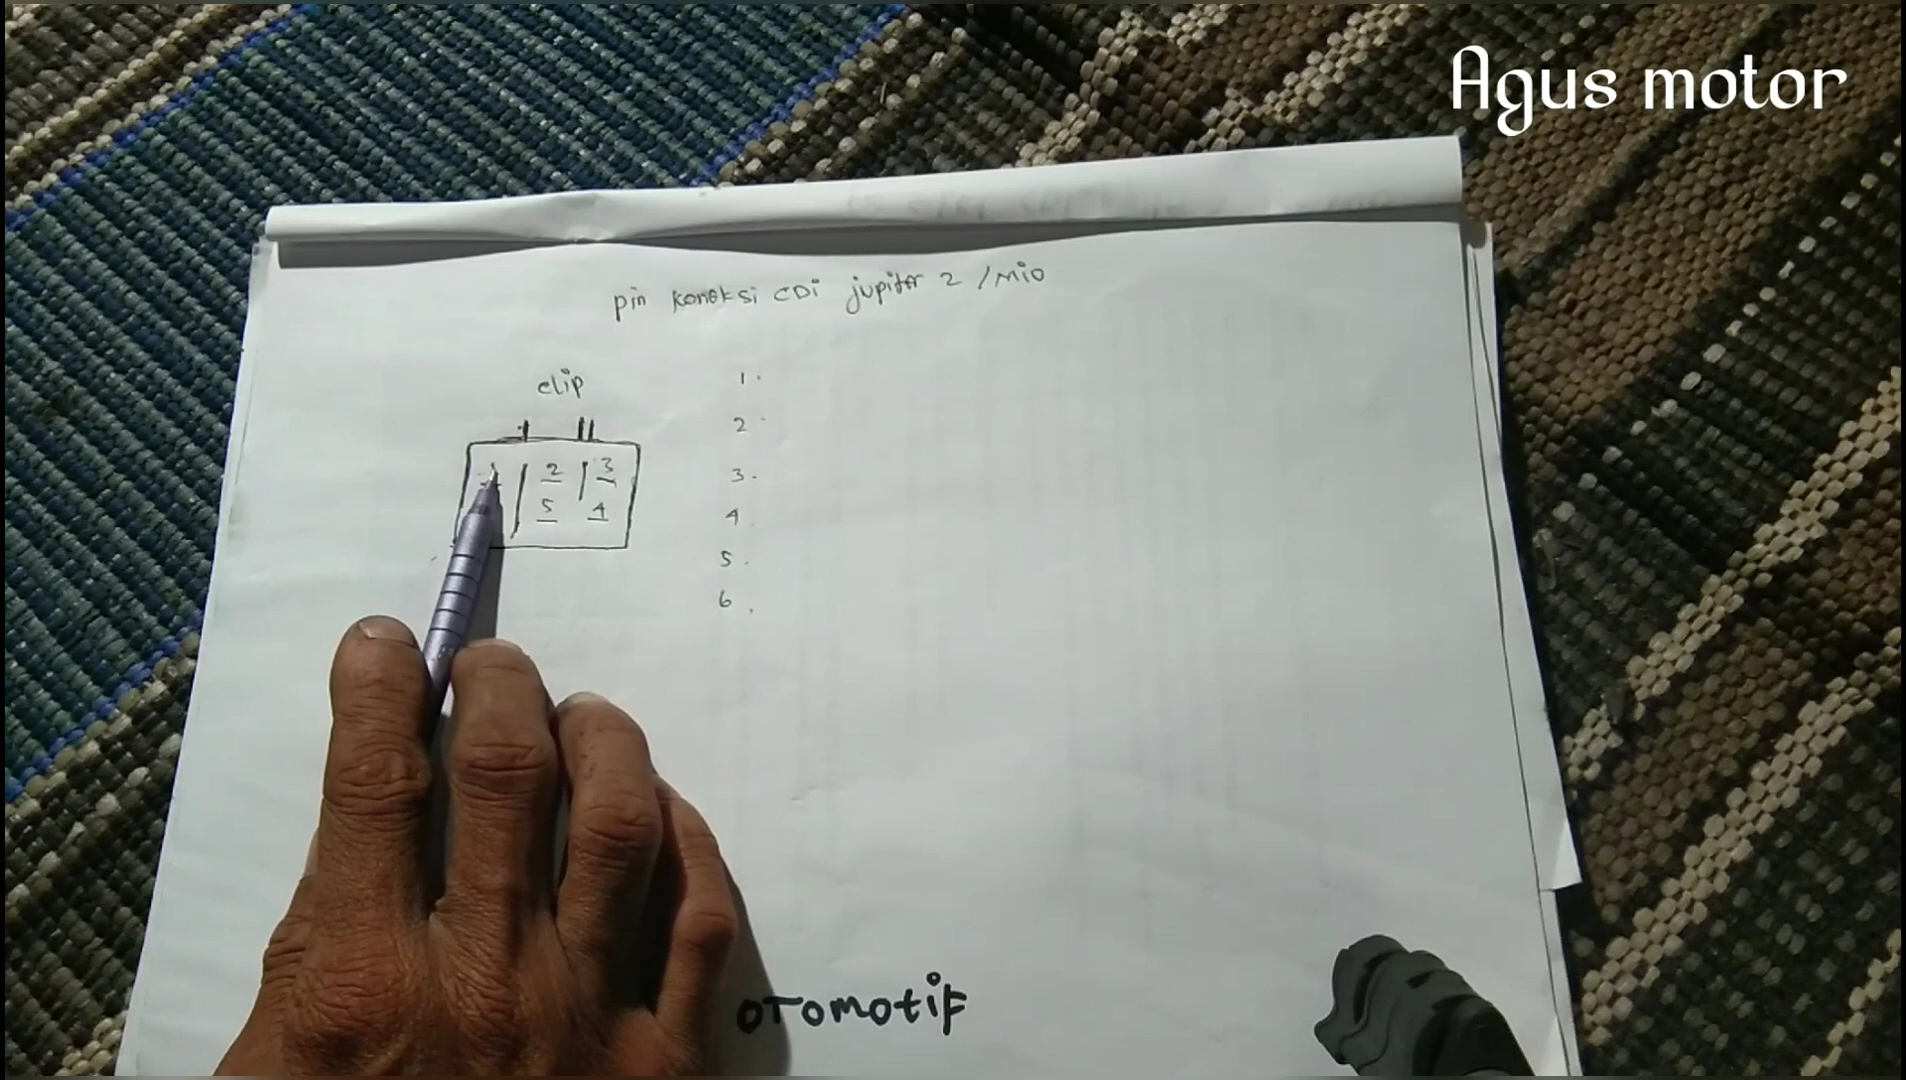 Agus motor
pin koneksi CDi jupiter 2 /Mio
clip
1.
2.
3.
4.
5.
6.
1 | 2 | 3
5 4
OTOMOTIF